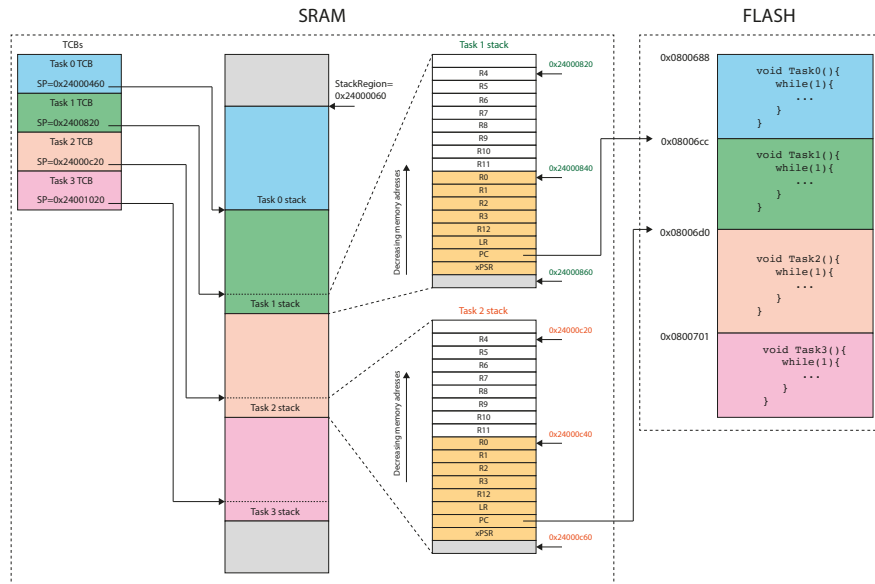 SRAM
FLASH
TCBs
Task 0 TCB
SP=0x24000460
Task 1 TCB
SP=0x2400820
Task 2 TCB
SP=0x24000c20
Task 3 TCB
SP=0x24001020
StackRegion=
0x24000060
Task 0 stack
Task 1 stack
Task 2 stack
Task 3 stack
Task 1 stack
0x24000820
R4
R5
R6
R7
R8
R9
R10
R11
0x24000840
R0
R1
R2
R3
R12
LR
PC
xPSR
0x24000860
Decreasing memory adresses
Task 2 stack
0x24000c20
R4
R5
R6
R7
R8
R9
R10
R11
0x24000c40
R0
R1
R2
R3
R12
LR
PC
xPSR
0x24000c60
Decreasing memory adresses
0x0800688
void Task0(){
while(1){
...
}
}
0x08006cc
void Task1(){
while(1){
...
}
}
0x08006d0
void Task2(){
while(1){
...
}
}
0x0800701
void Task3(){
while(1){
...
}
}